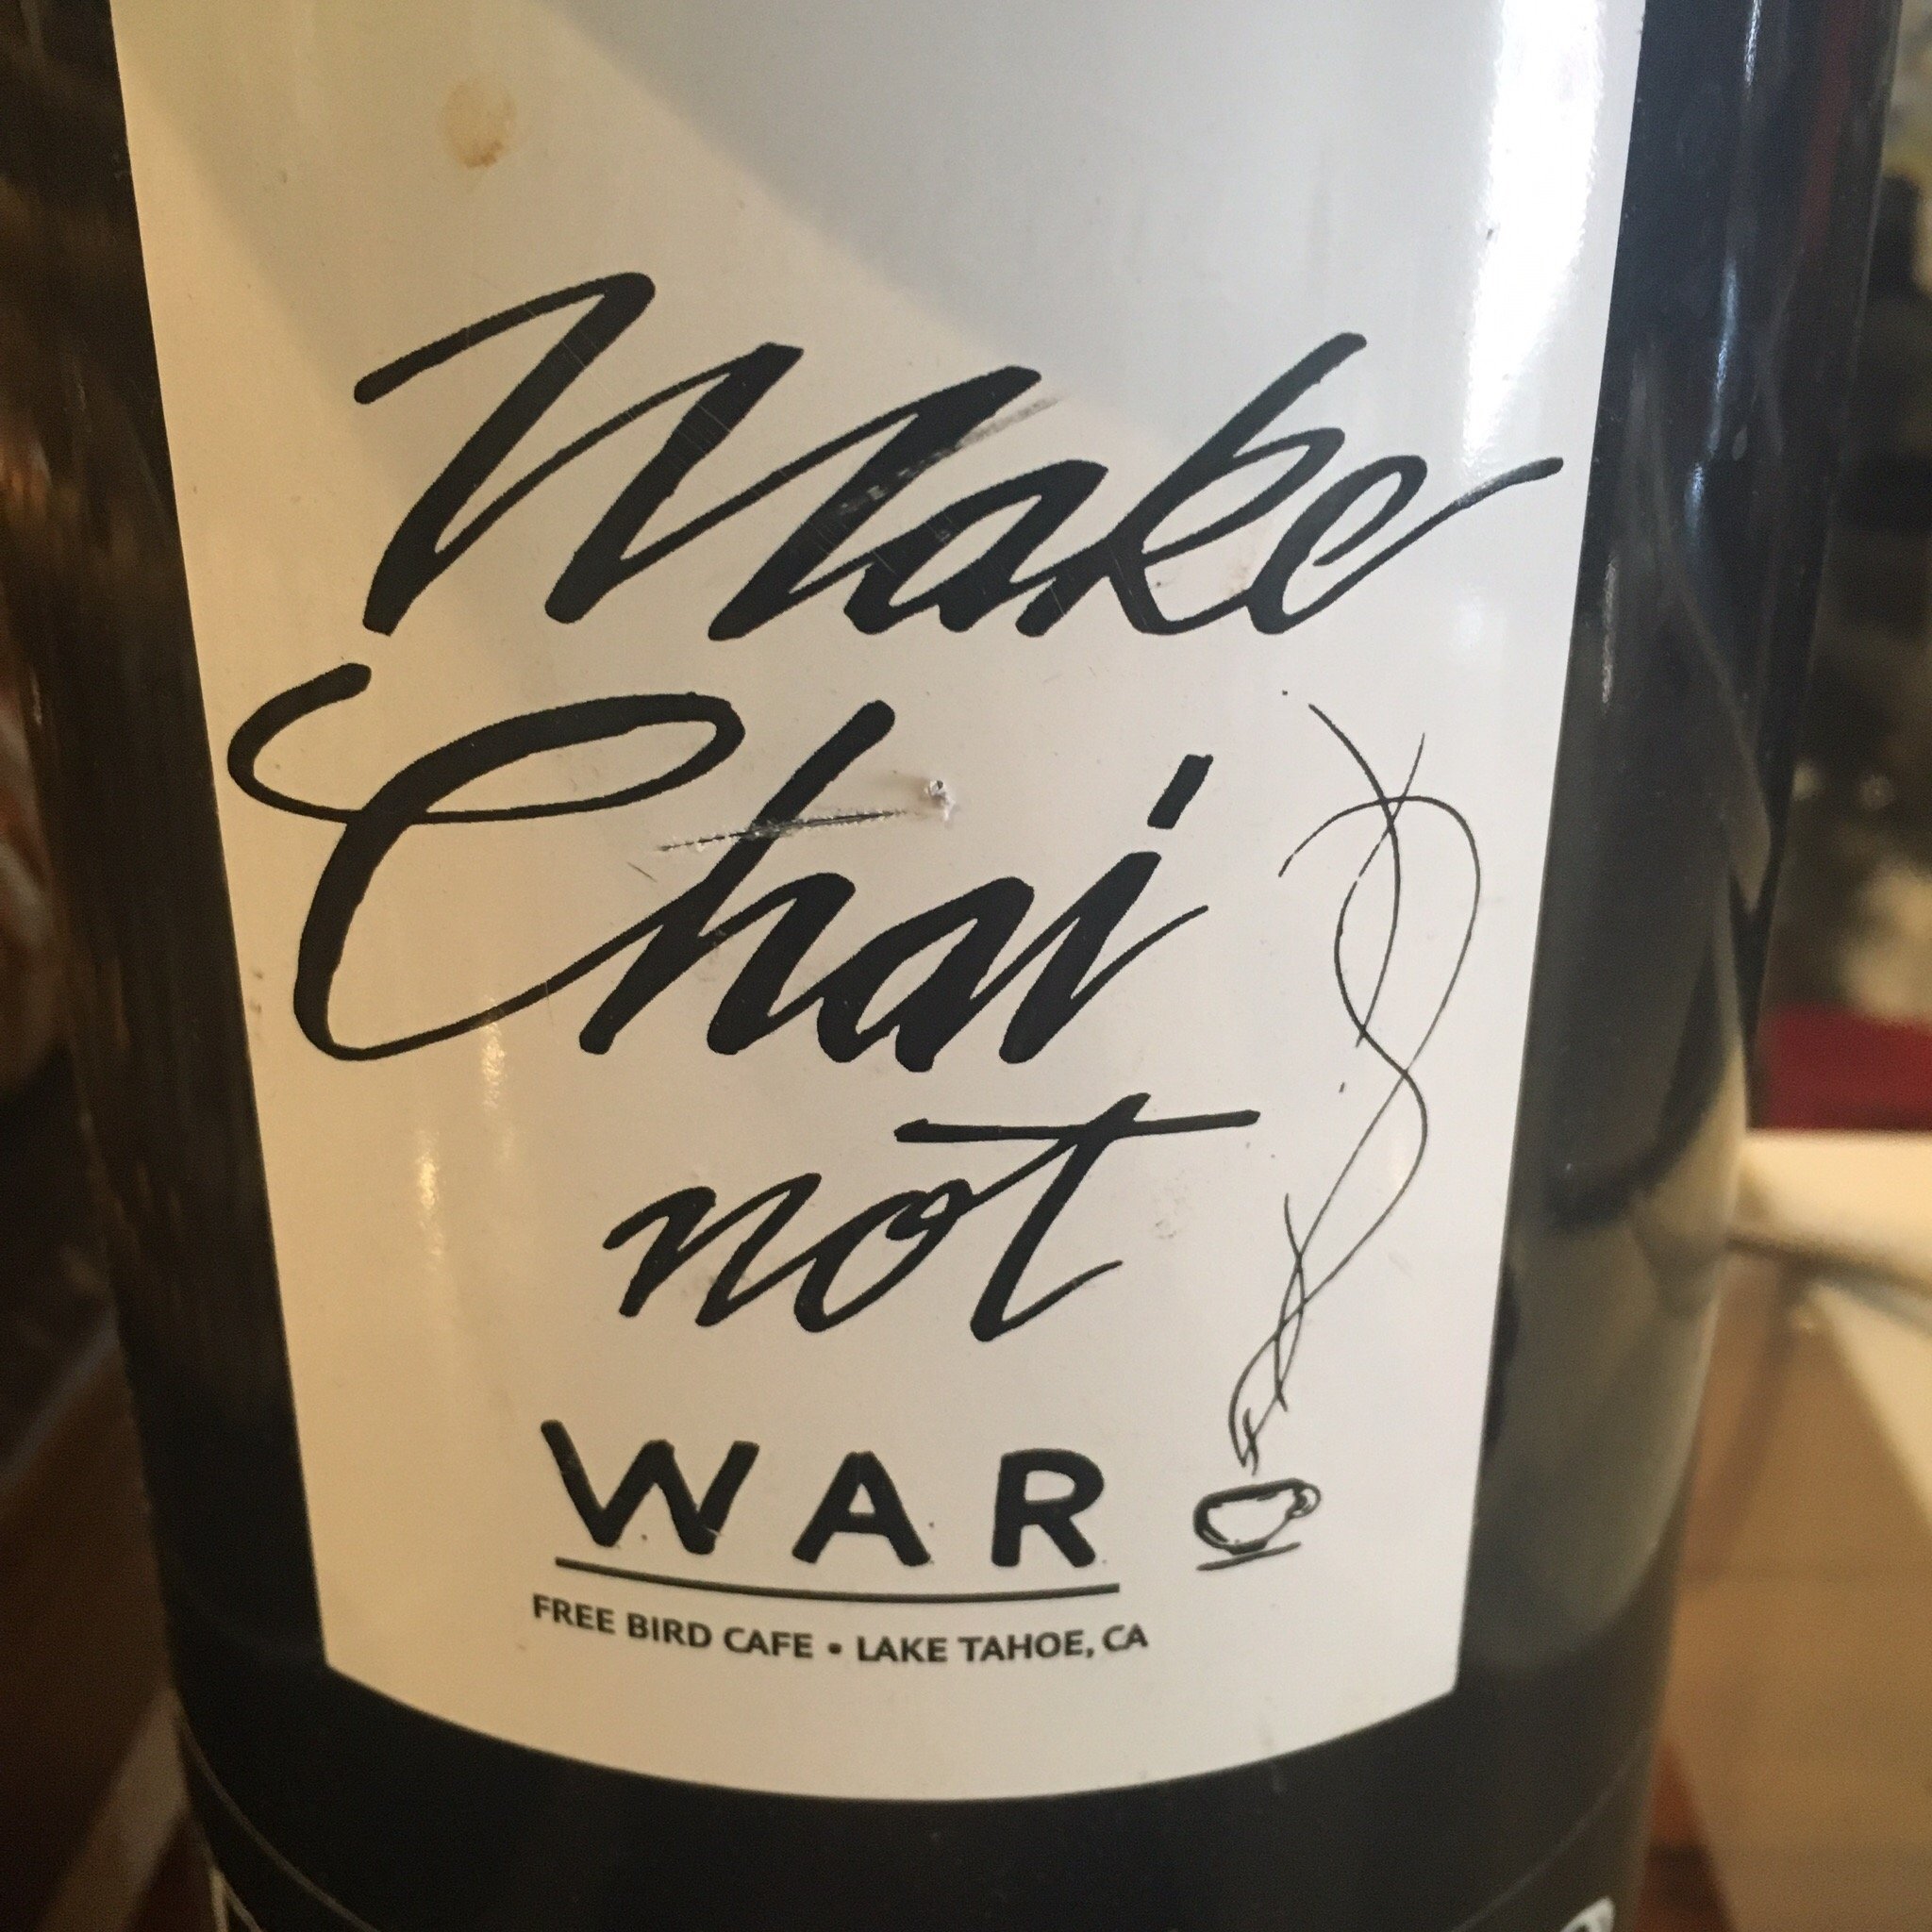 Make
Chai
not
WAR
FREE BIRD CAFE • LAKE TAHOE, CA